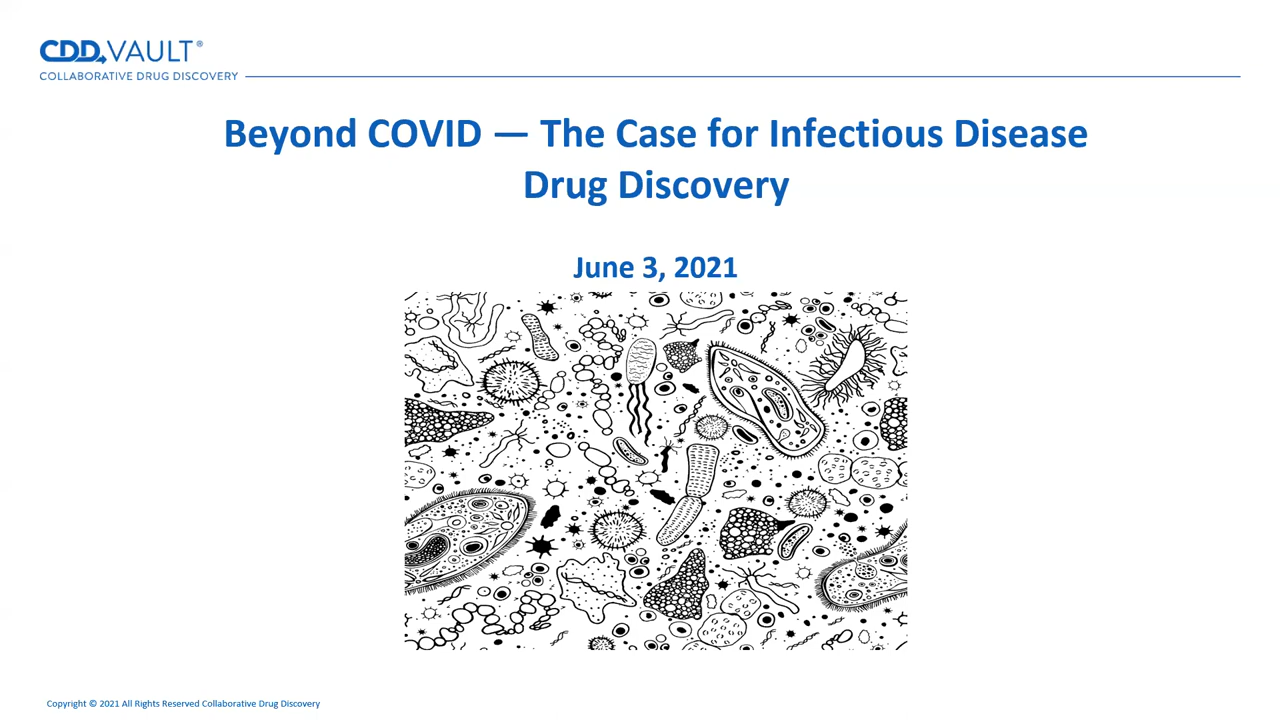 CDD VAULT®
COLLABORATIVE DRUG DISCOVERY
Beyond COVID — The Case for Infectious Disease
Drug Discovery
June 3, 2021
Copyright © 2021 All Rights Reserved Collaborative Drug Discovery